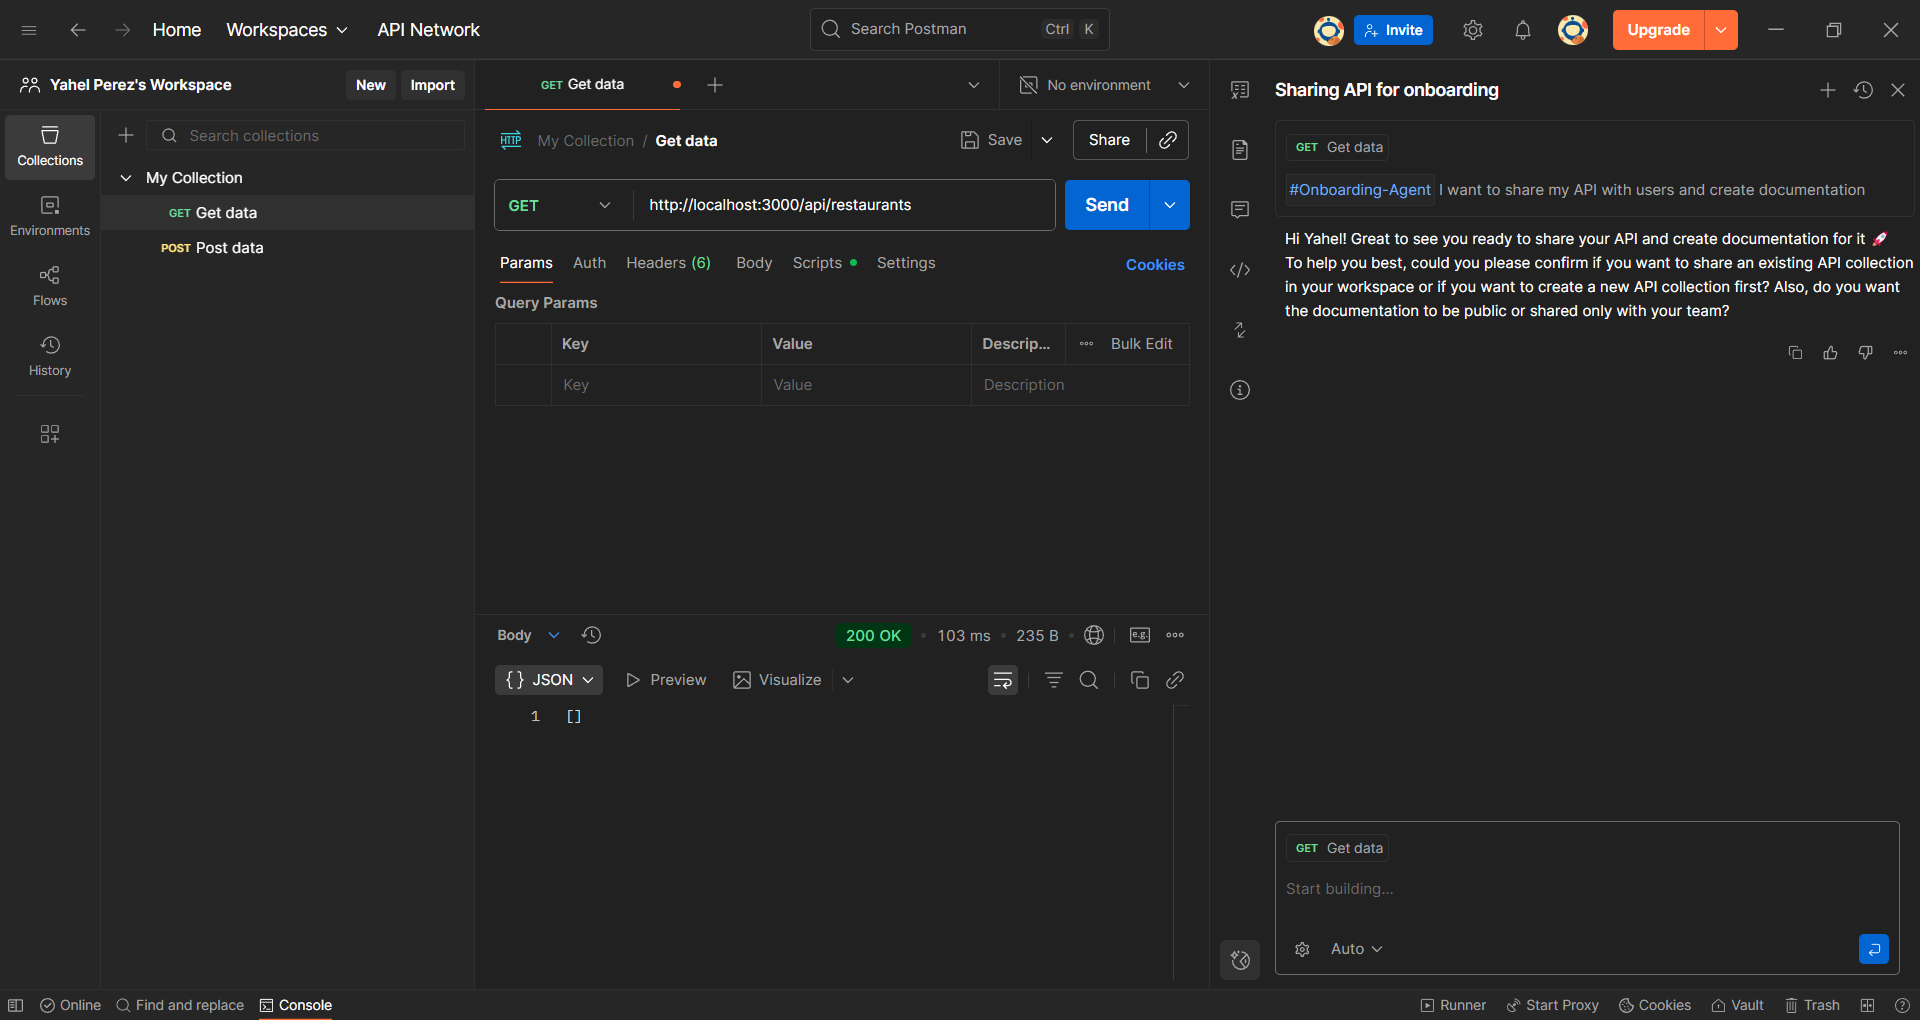 Home Workspaces API Network Search Postman Ctrl K Invite Upgrade
Yahel Perez's Workspace New Import
GET Get data
No environment
Sharing API for onboarding
Collections
Environments
Flows
History
Search collections
My Collection
GET Get data
POST Post data
HTTP My Collection / Get data Save Share
GET http://localhost:3000/api/restaurants Send
Params Auth Headers (6) Body Scripts Settings Cookies
Query Params
Key Value Descrip... Bulk Edit
Key Value Description
Body 200 OK 103 ms 235 B e.g.
{} JSON Preview Visualize
1 []
GET Get data
#Onboarding-Agent I want to share my API with users and create documentation
Hi Yahel! Great to see you ready to share your API and create documentation for it 🚀
To help you best, could you please confirm if you want to share an existing API collection
in your workspace or if you want to create a new API collection first? Also, do you want
the documentation to be public or shared only with your team?
GET Get data
Start building...
Auto
Online Find and replace Console Runner Start Proxy Cookies Vault Trash